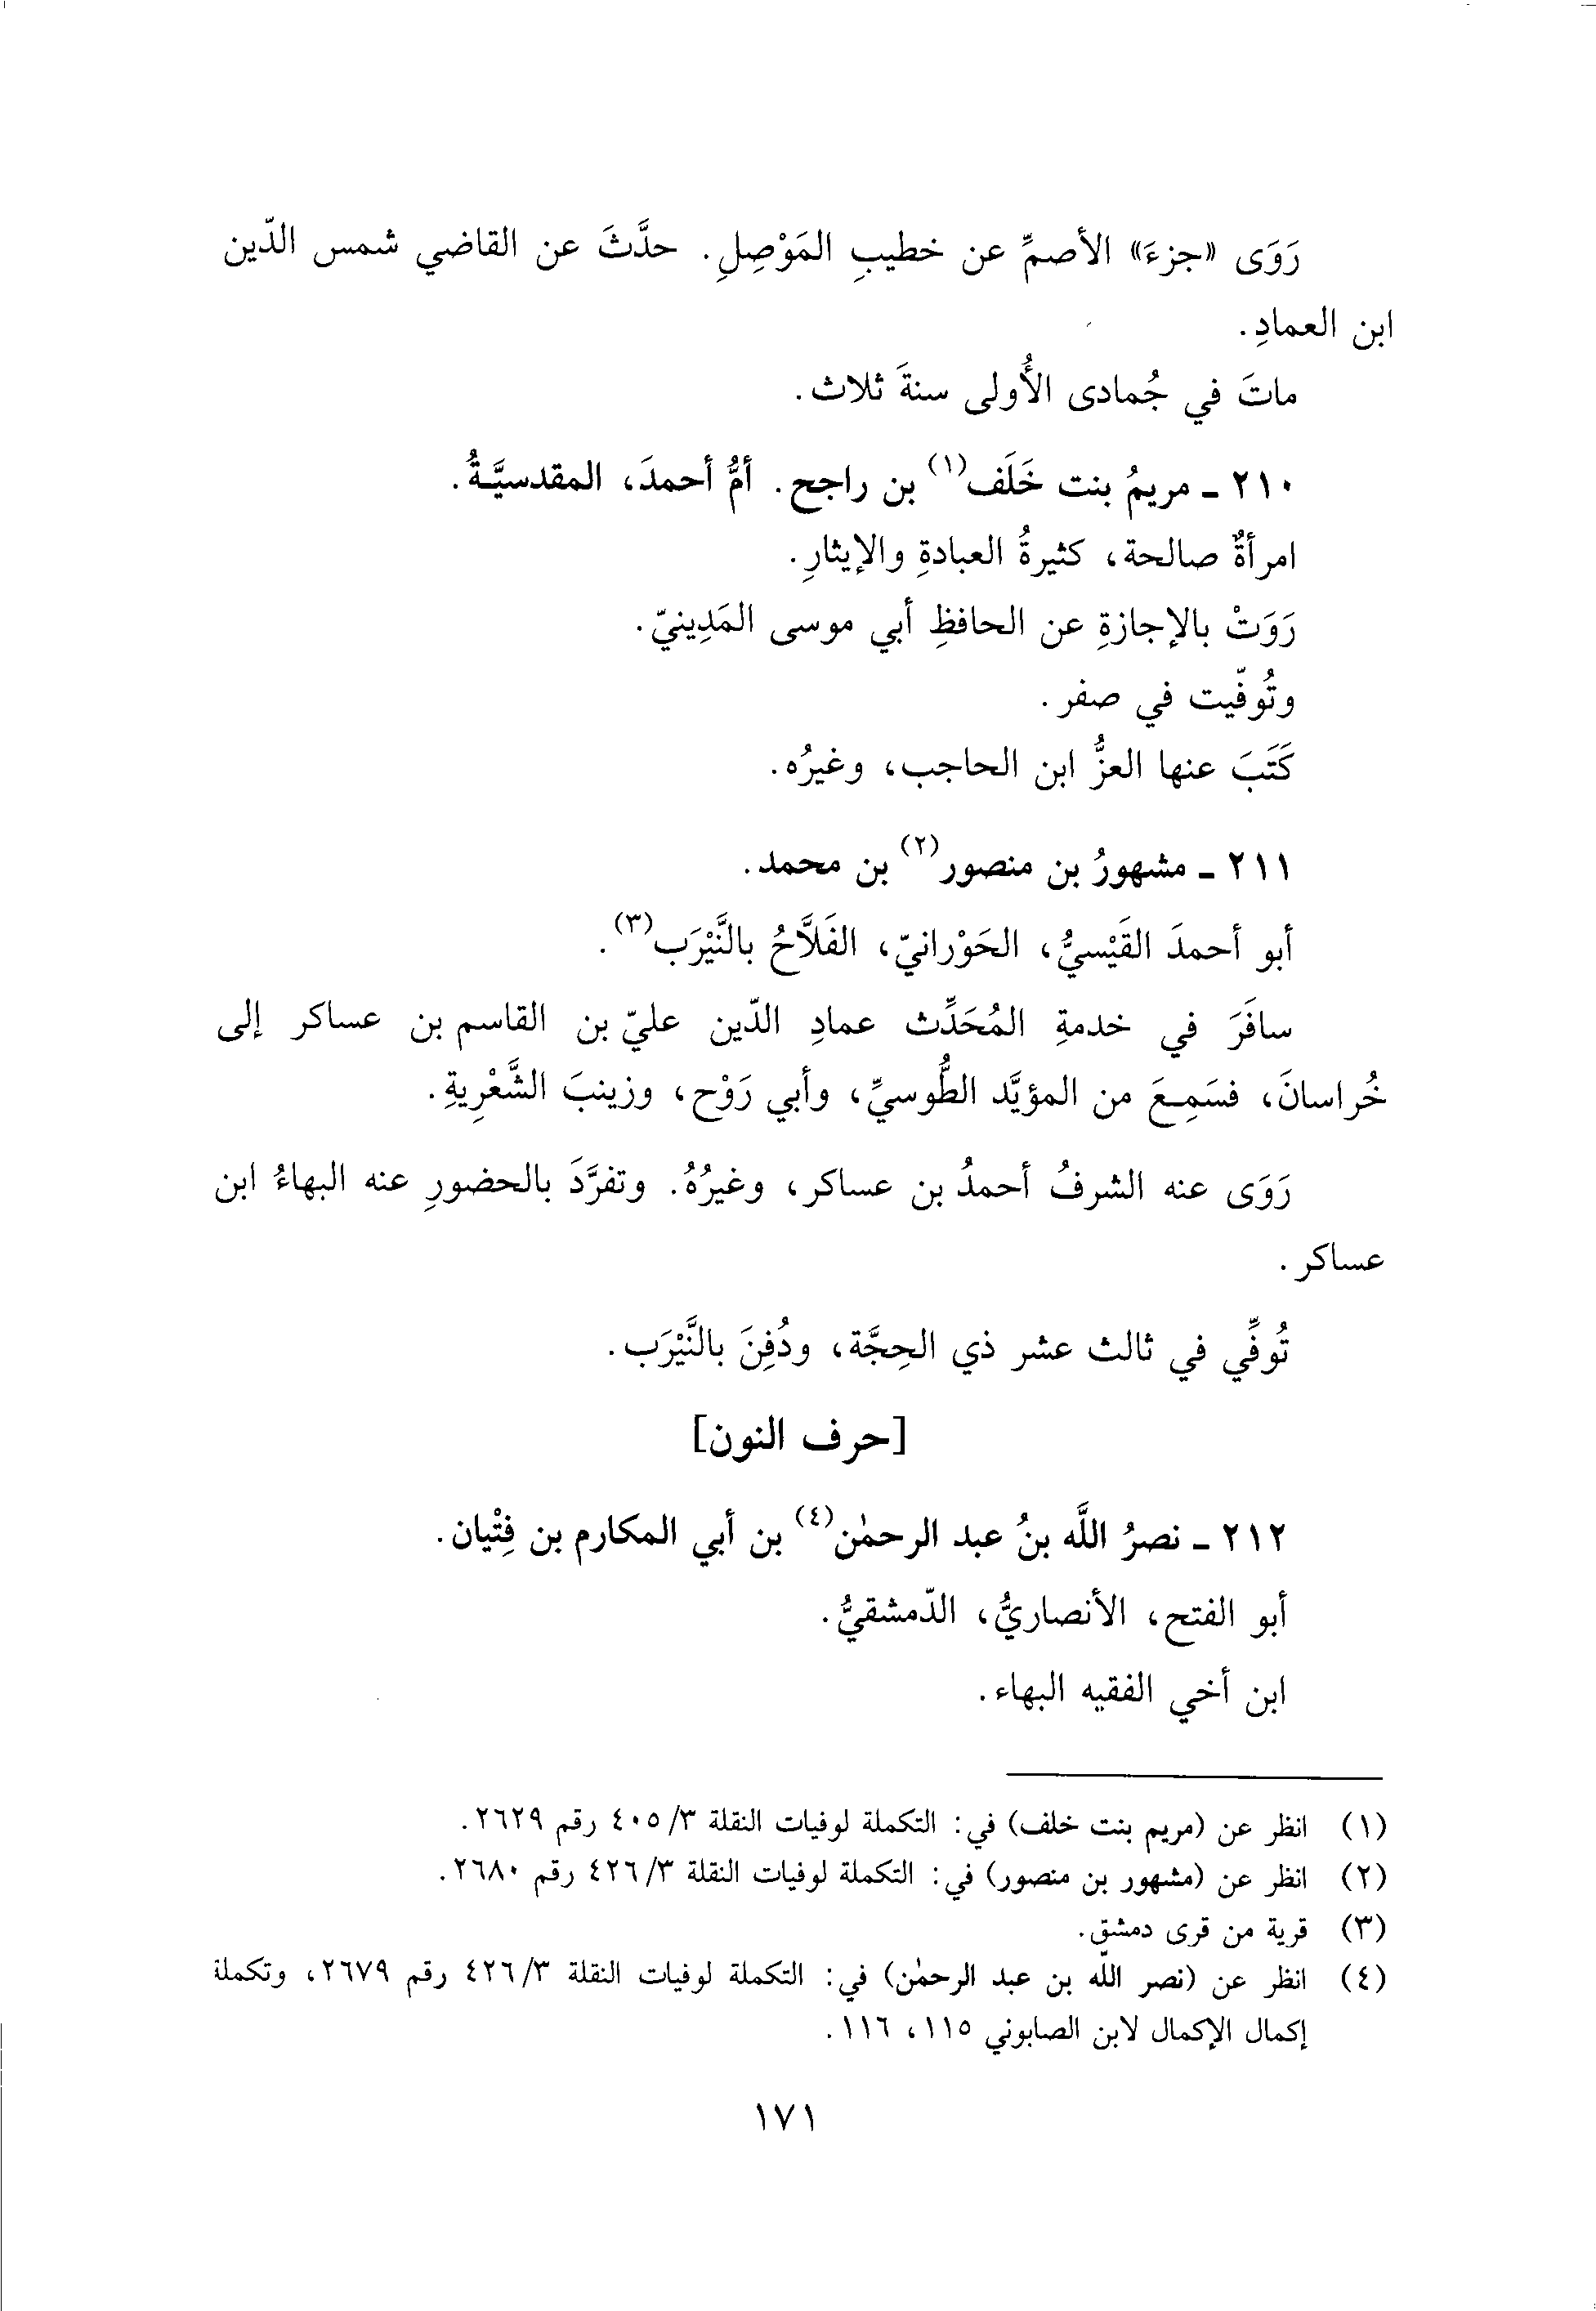 رَوَى «جزءَ» الأصمِّ عن خطيبِ المَوْصِلِ. حدَّثَ عن القاضي شمس الدّين
ابن العمادِ.
ماتَ في جُمادى الأُولى سنةَ ثلاث.
٢١٠ ـ مريمُ بنت خَلَف(١) بن راجح. أمُّ أحمدَ، المقدسيَّـةُ.
امرأةٌ صالحة، كثيرةُ العبادةِ والإيثارِ.
رَوَتْ بالإجازةِ عن الحافظِ أبي موسى المَدِينيّ.
وتُوفّيت في صفر.
كَتَبَ عنها العزُّ ابن الحاجب، وغيرُه.
٢١١ ـ مشهورُ بن منصور(٢) بن محمد.
أبو أحمدَ القَيْسيُّ، الحَوْرانيّ، الفَلاَّحُ بالنَّيْرَب(٣).
سافَرَ في خدمةِ المُحَدِّث عمادِ الدّين عليّ بن القاسم بن عساكر إلى
خُراسانَ، فسَمِـعَ من المؤيَّد الطُّوسيِّ، وأبي رَوْح، وزينبَ الشَّعْرِيةِ.
رَوَى عنه الشرفُ أحمدُ بن عساكر، وغيرُهُ. وتفرَّدَ بالحضورِ عنه البهاءُ ابن
عساكر.
تُوفِّي في ثالث عشر ذي الحِجَّة، ودُفِنَ بالنَّيْرَب.
[حرف النون]
٢١٢ ـ نصرُ اللَّه بنُ عبد الرحمٰن(٤) بن أبي المكارم بن فِتْيان.
أبو الفتح، الأنصاريُّ، الدّمشقيُّ.
ابن أخي الفقيه البهاء.
(١) انظر عن (مريم بنت خلف) في: التكملة لوفيات النقلة ٣/ ٤٠٥ رقم ٢٦٢٩.
(٢) انظر عن (مشهور بن منصور) في: التكملة لوفيات النقلة ٣/ ٤٢٦ رقم ٢٦٨٠.
(٣) قرية من قرى دمشق.
(٤) انظر عن (نصر اللَّه بن عبد الرحمٰن) في: التكملة لوفيات النقلة ٣/ ٤٢٦ رقم ٢٦٧٩، وتكملة
إكمال الإكمال لابن الصابوني ١١٥، ١١٦.
١٧١